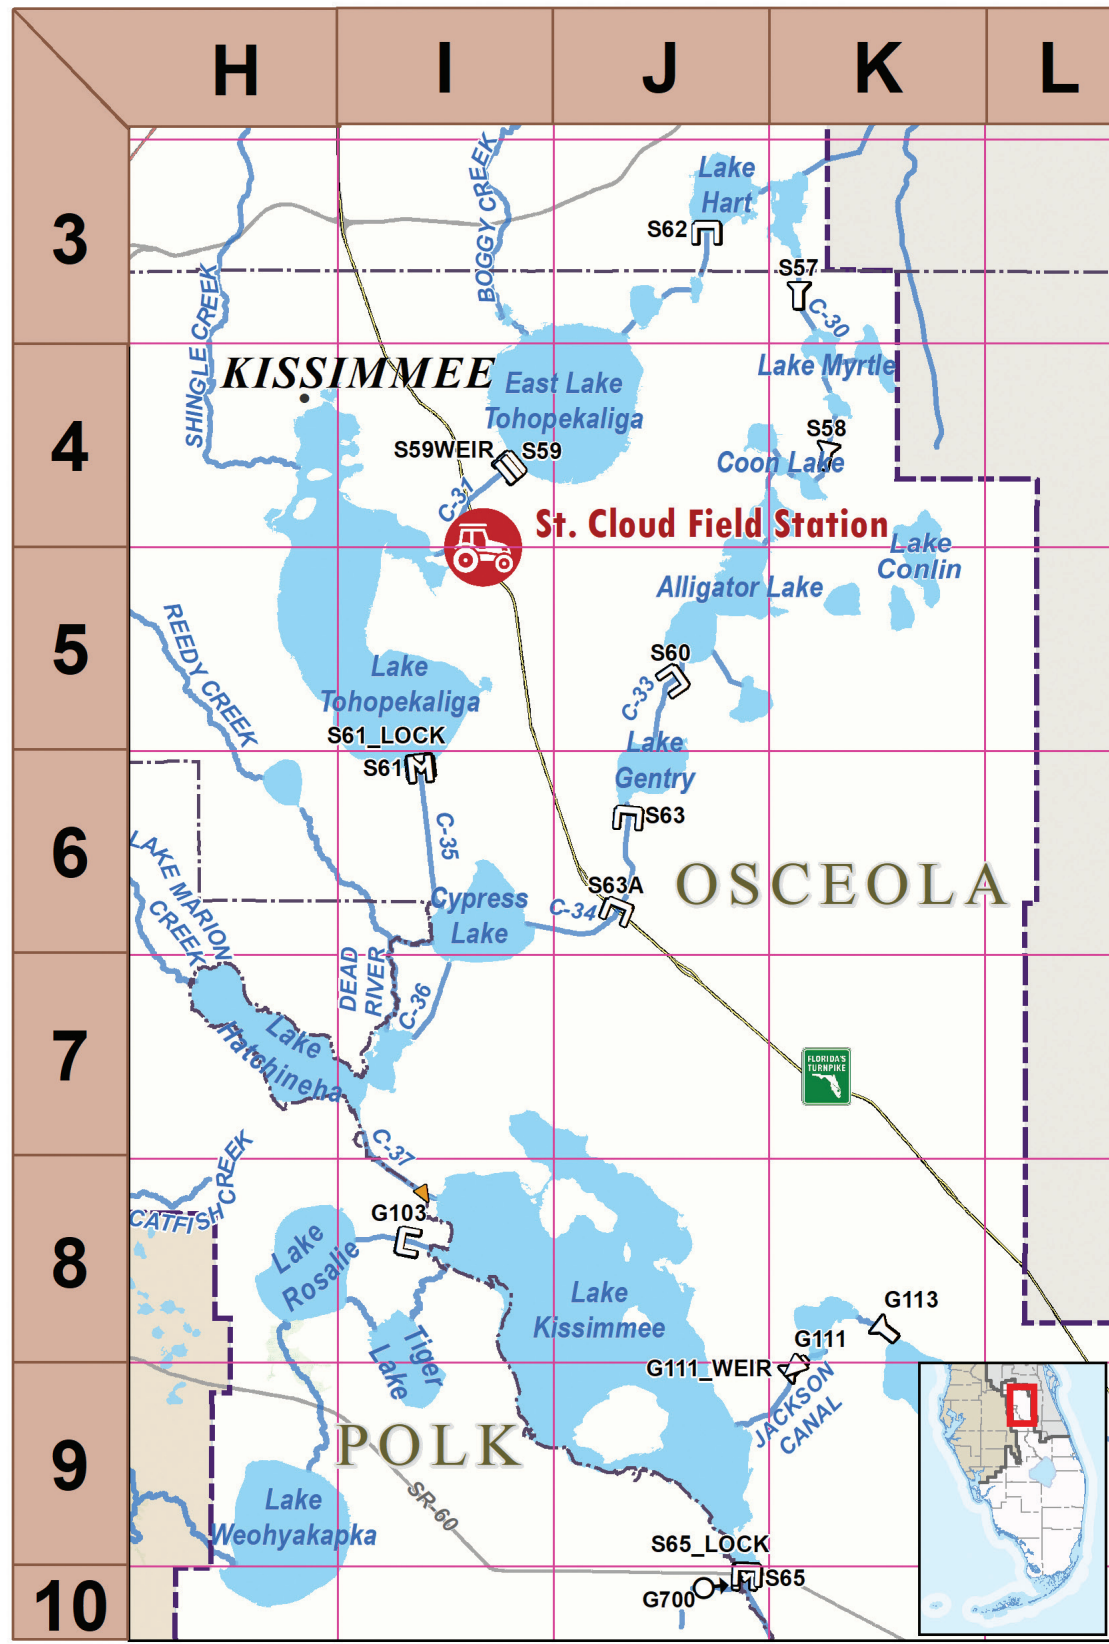 H
I
J
K
L
3
4
5
6
7
8
9
10
BOGGY CREEK
Lake
Hart
S62
S57
C-30
SHINGLE CREEK
KISSIMMEE
East Lake
Tohopekaliga
Lake Myrtle
S59WEIR
S59
S58
Coon Lake
C-31
St. Cloud Field Station
Lake
Conlin
Alligator Lake
REEDY CREEK
Lake
Tohopekaliga
S60
C-33
S61_LOCK
S61
Lake
Gentry
S63
C-35
LAKE MARION
CREEK
Cypress
Lake
S63A
C-34
OSCEOLA
DEAD
RIVER
C-36
Lake
Hatchineha
FLORIDA'S
TURNPIKE
C-37
CATFISH CREEK
G103
Lake
Rosalie
Lake
Kissimmee
Tiger
Lake
G113
G111
G111_WEIR
JACKSON
CANAL
POLK
SR-60
Lake
Weohyakapka
S65_LOCK
S65
G700